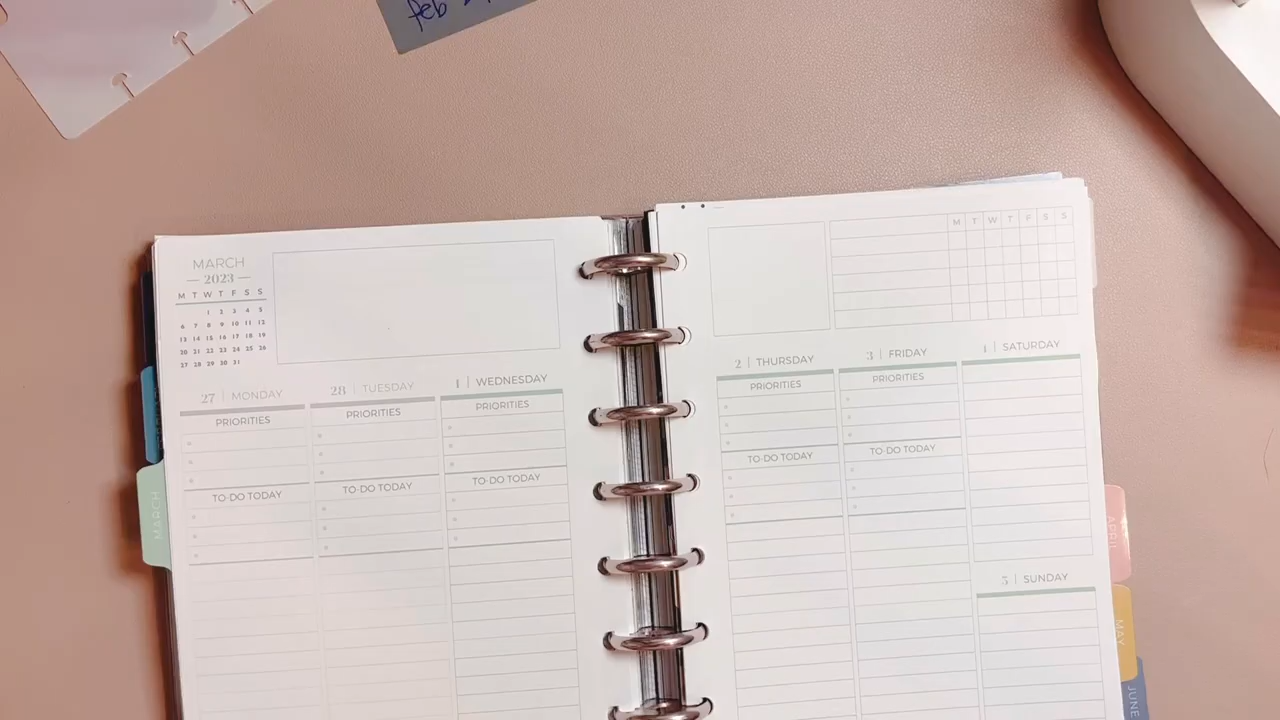 feb
MARCH
2023
M T W T F S S
1 2 3 4 5
6 7 8 9 10 11 12
13 14 15 16 17 18 19
20 21 22 23 24 25 26
27 28 29 30 31
27 | MONDAY
PRIORITIES
TO-DO TODAY
28 | TUESDAY
PRIORITIES
TO-DO TODAY
1 | WEDNESDAY
PRIORITIES
TO-DO TODAY
M T W T F S S
2 | THURSDAY
PRIORITIES
TO-DO TODAY
3 | FRIDAY
PRIORITIES
TO-DO TODAY
4 | SATURDAY
5 | SUNDAY
MARCH
APRIL
MAY
JUNE